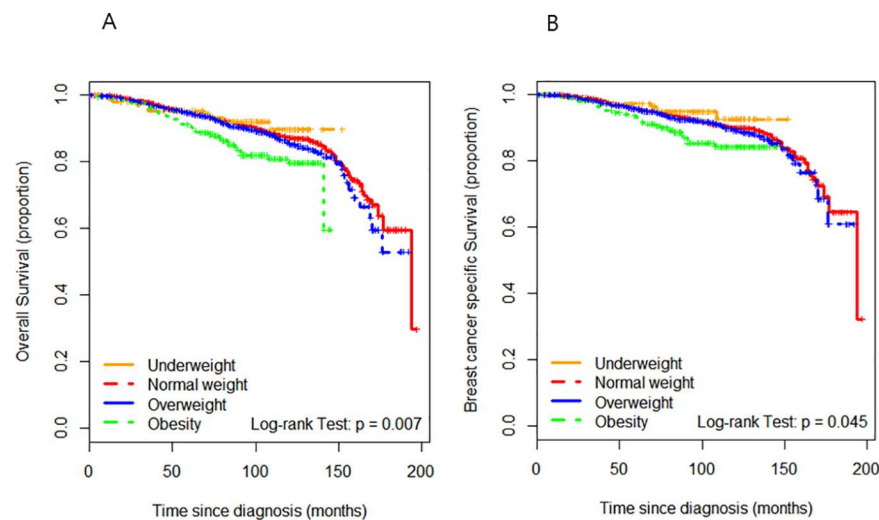 A
Overall Survival (proportion)
1.0
0.8
0.6
0.4
0.2
0.0
Underweight
Normal weight
Overweight
Obesity
Log-rank Test: p = 0.007
0 50 100 150 200
Time since diagnosis (months)
B
Breast cancer specific Survival (proportion)
1.0
0.8
0.6
0.4
0.2
0.0
Underweight
Normal weight
Overweight
Obesity
Log-rank Test: p = 0.045
0 50 100 150 200
Time since diagnosis (months)